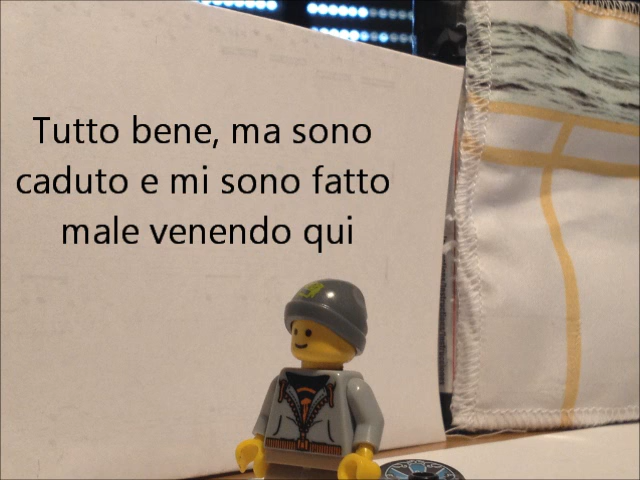 Tutto bene, ma sono
caduto e mi sono fatto
male venendo qui